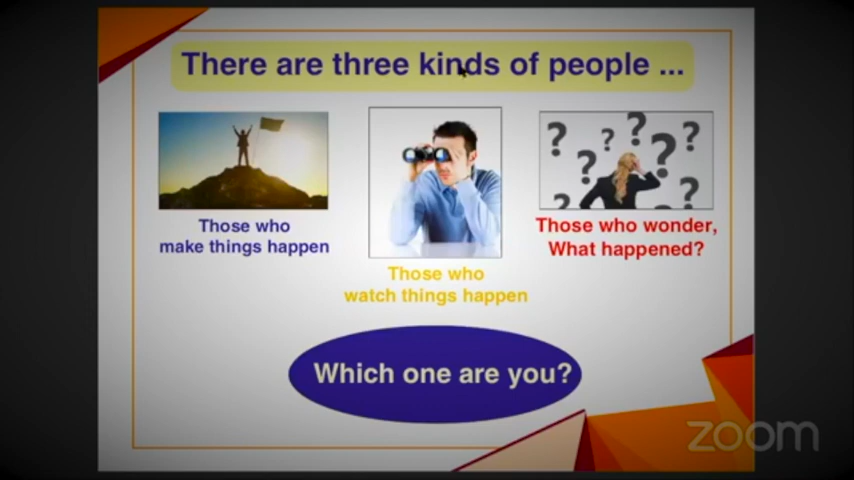 There are three kinds of people ...
? ? ? ? ? ? ? ?
Those who
make things happen
Those who
watch things happen
Those who wonder,
What happened?
Which one are you?
zoom